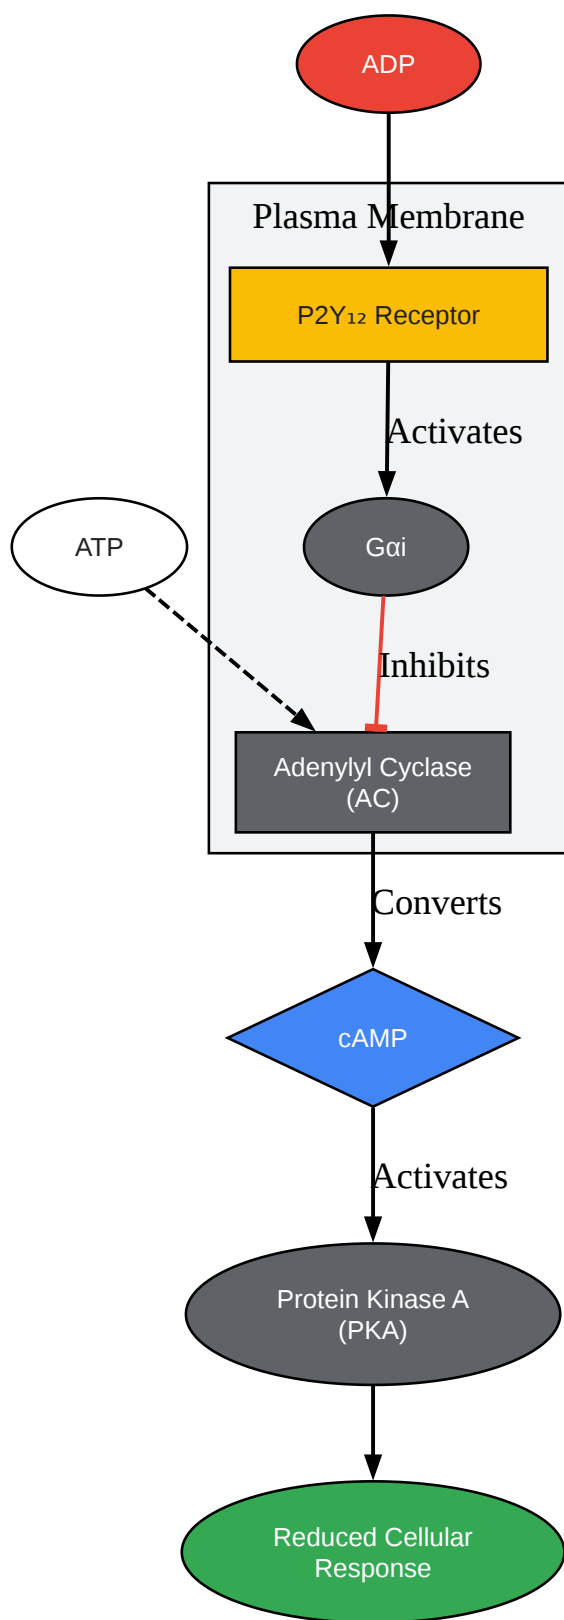 ADP
Plasma Membrane
P2Y₁₂ Receptor
Activates
ATP
Gαi
Inhibits
Adenylyl Cyclase
(AC)
Converts
cAMP
Activates
Protein Kinase A
(PKA)
Reduced Cellular
Response